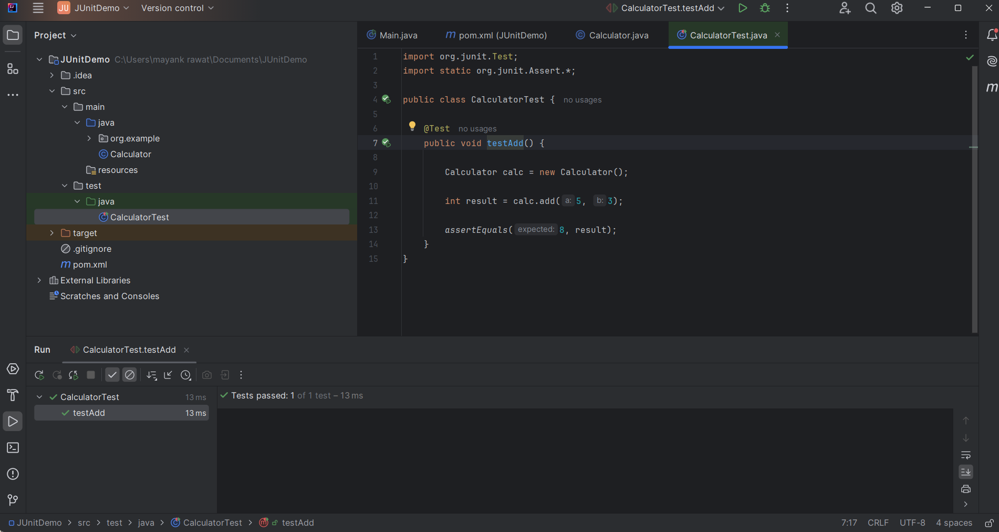 JU JUnitDemo Version control CalculatorTest.testAdd
Project
Main.java m pom.xml (JUnitDemo) Calculator.java CalculatorTest.java
JUnitDemo C:\Users\mayank rawat\Documents\JUnitDemo
.idea
src
main
java
org.example
Calculator
resources
test
java
CalculatorTest
target
.gitignore
m pom.xml
External Libraries
Scratches and Consoles
1 import org.junit.Test;
2 import static org.junit.Assert.*;
3
4 public class CalculatorTest { no usages
5
6 @Test no usages
7 public void testAdd() {
8
9 Calculator calc = new Calculator();
10
11 int result = calc.add( a: 5, b: 3);
12
13 assertEquals( expected: 8, result);
14 }
15 }
m
Run CalculatorTest.testAdd
CalculatorTest 13 ms
testAdd 13 ms
Tests passed: 1 of 1 test – 13 ms
JUnitDemo > src > test > java > CalculatorTest > testAdd 7:17 CRLF UTF-8 4 spaces